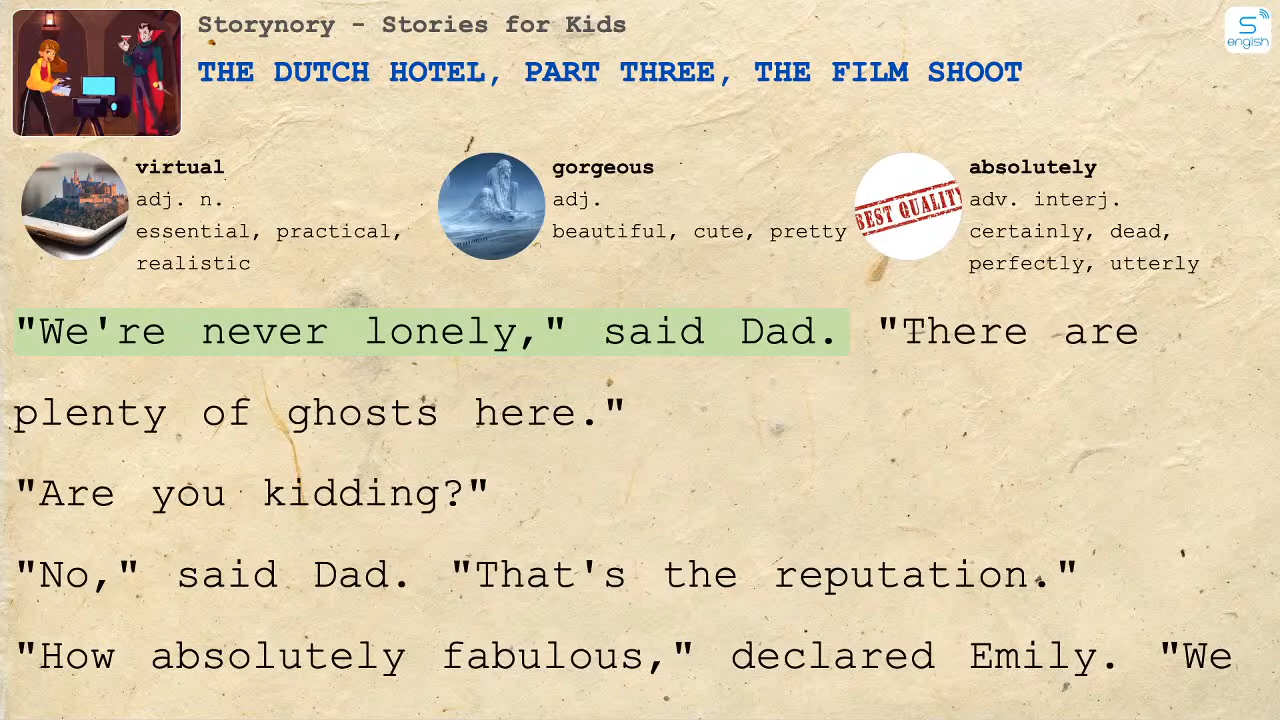 Storynory - Stories for Kids
THE DUTCH HOTEL, PART THREE, THE FILM SHOOT
S
english
virtual
adj. n.
essential, practical,
realistic
gorgeous
adj.
beautiful, cute, pretty
BEST QUALITY
absolutely
adv. interj.
certainly, dead,
perfectly, utterly
"We're never lonely," said Dad. "There are
plenty of ghosts here."
"Are you kidding?"
"No," said Dad. "That's the reputation."
"How absolutely fabulous," declared Emily. "We